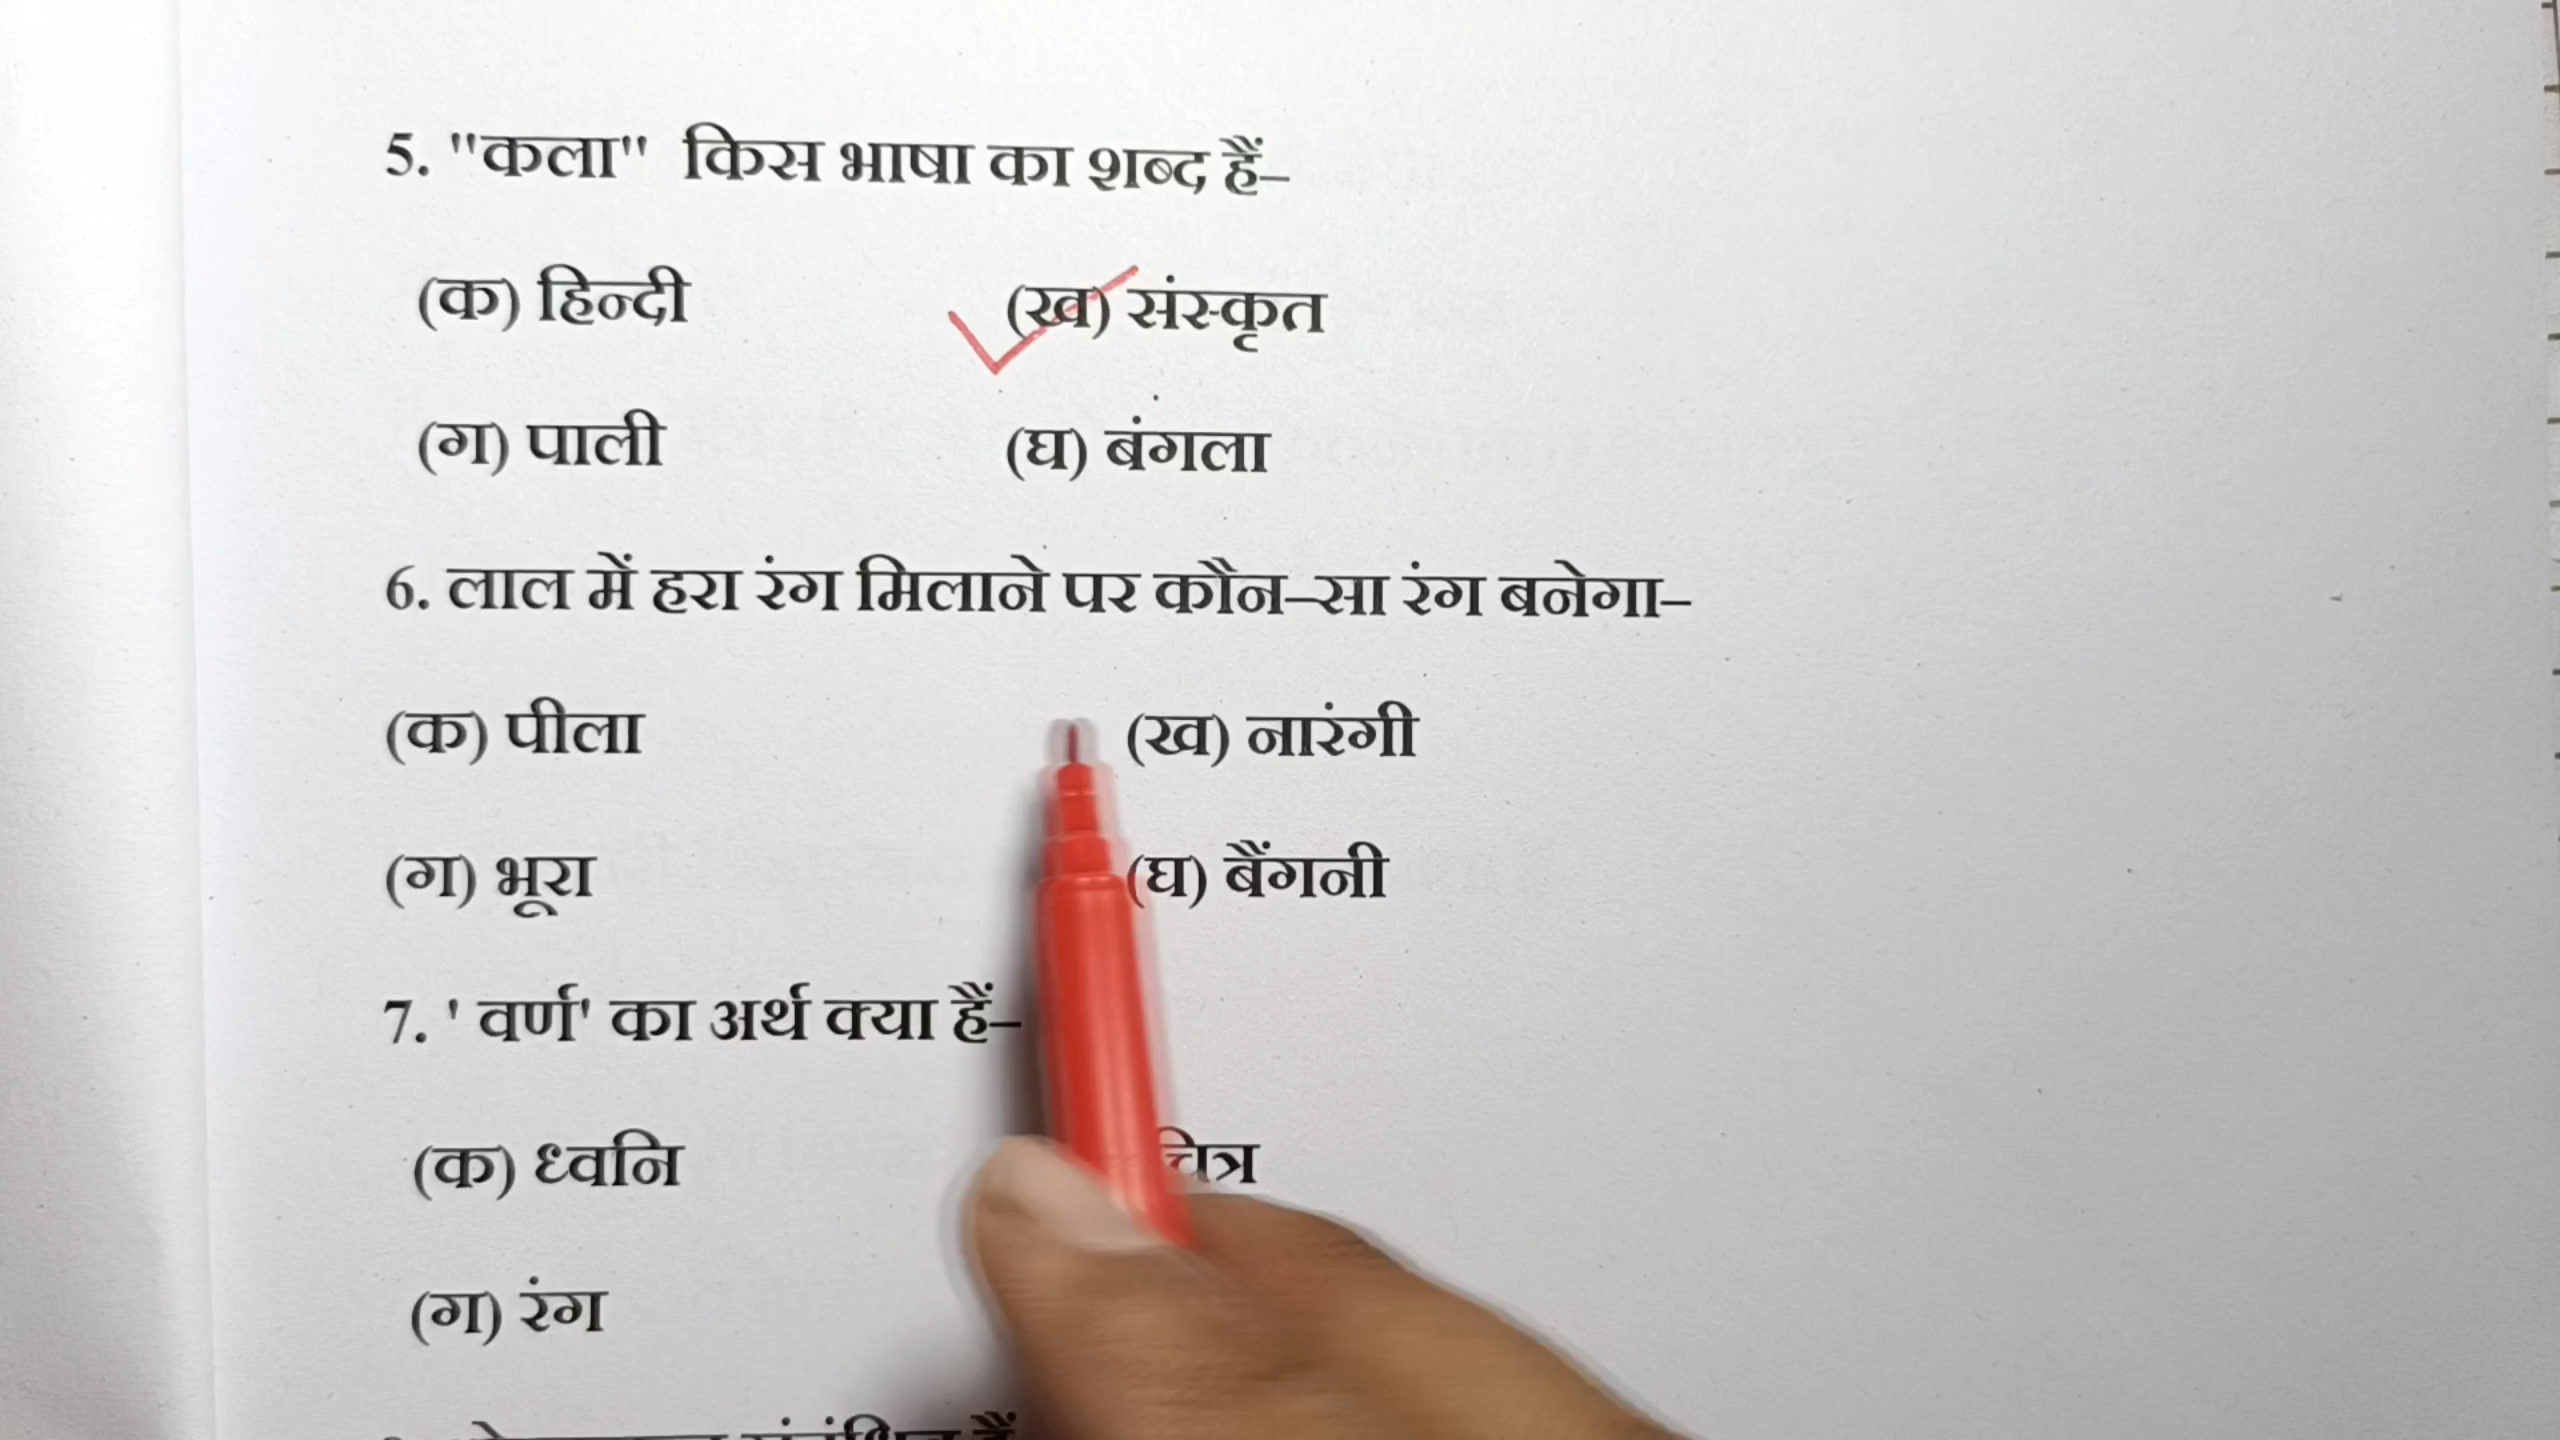 5. "कला" किस भाषा का शब्द हैं–
(क) हिन्दी (ख) संस्कृत
(ग) पाली (घ) बंगला
6. लाल में हरा रंग मिलाने पर कौन–सा रंग बनेगा–
(क) पीला (ख) नारंगी
(ग) भूरा (घ) बैंगनी
7. ' वर्ण' का अर्थ क्या हैं–
(क) ध्वनि चित्र
(ग) रंग